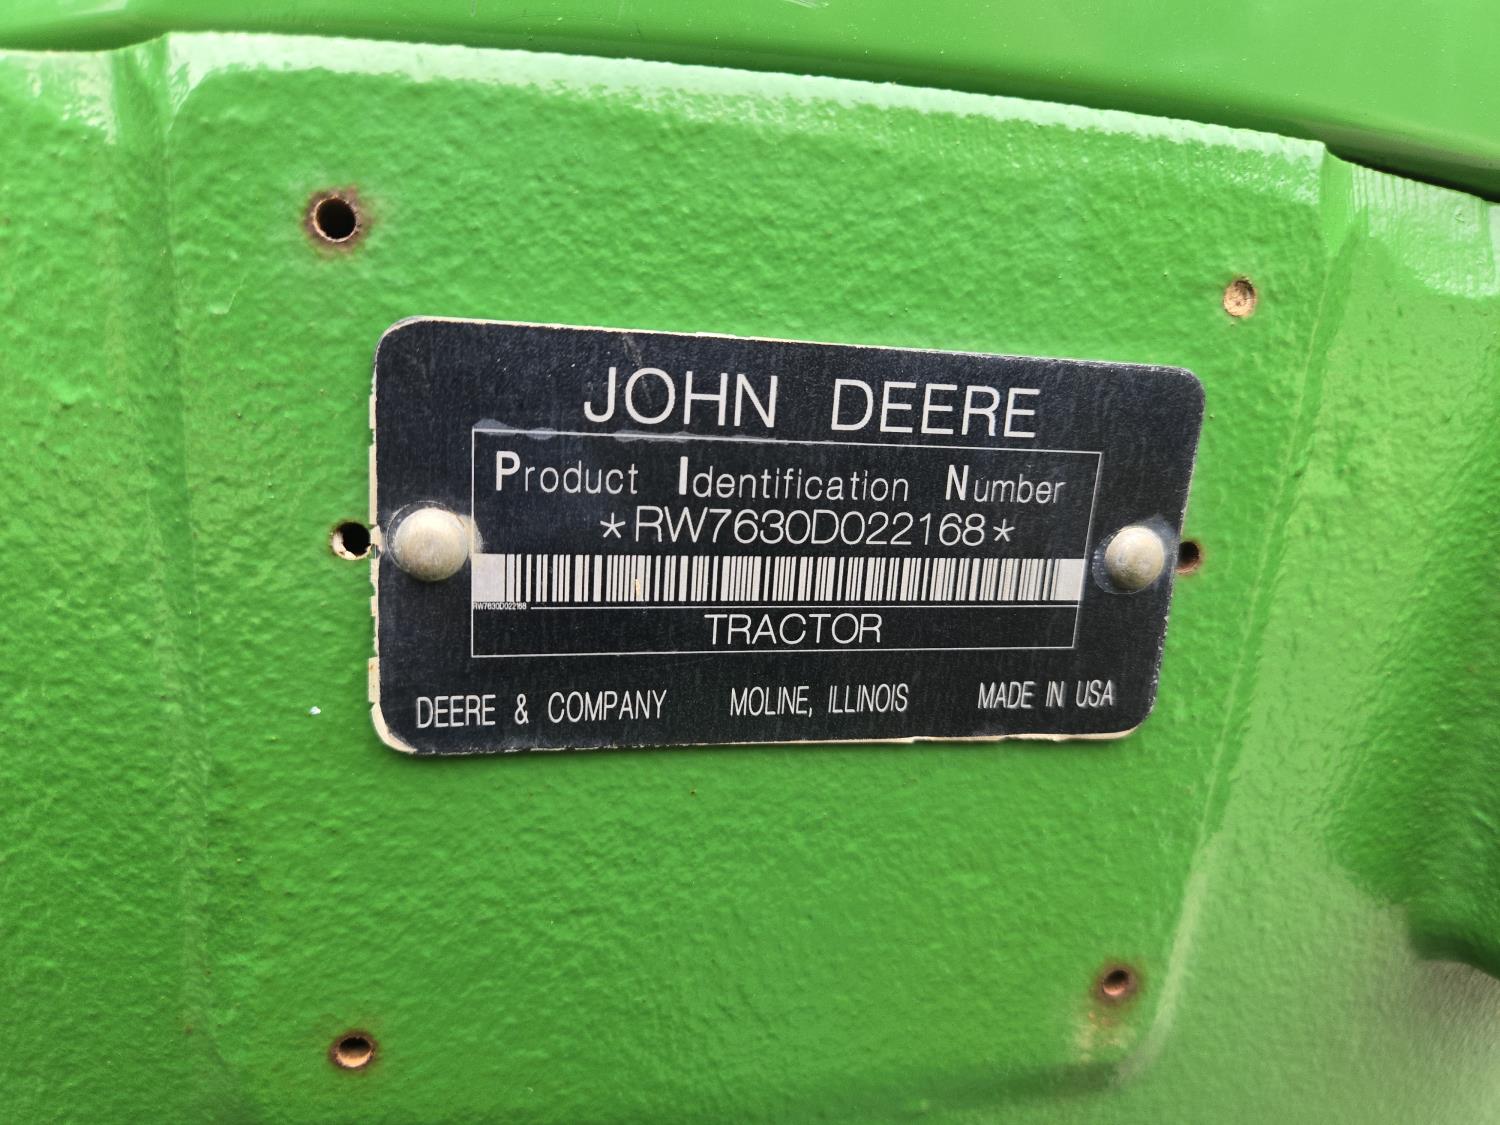 JOHN DEERE
Product Identification Number
*RW7630D022168*
RW7630D022168
TRACTOR
DEERE & COMPANY MOLINE, ILLINOIS MADE IN USA